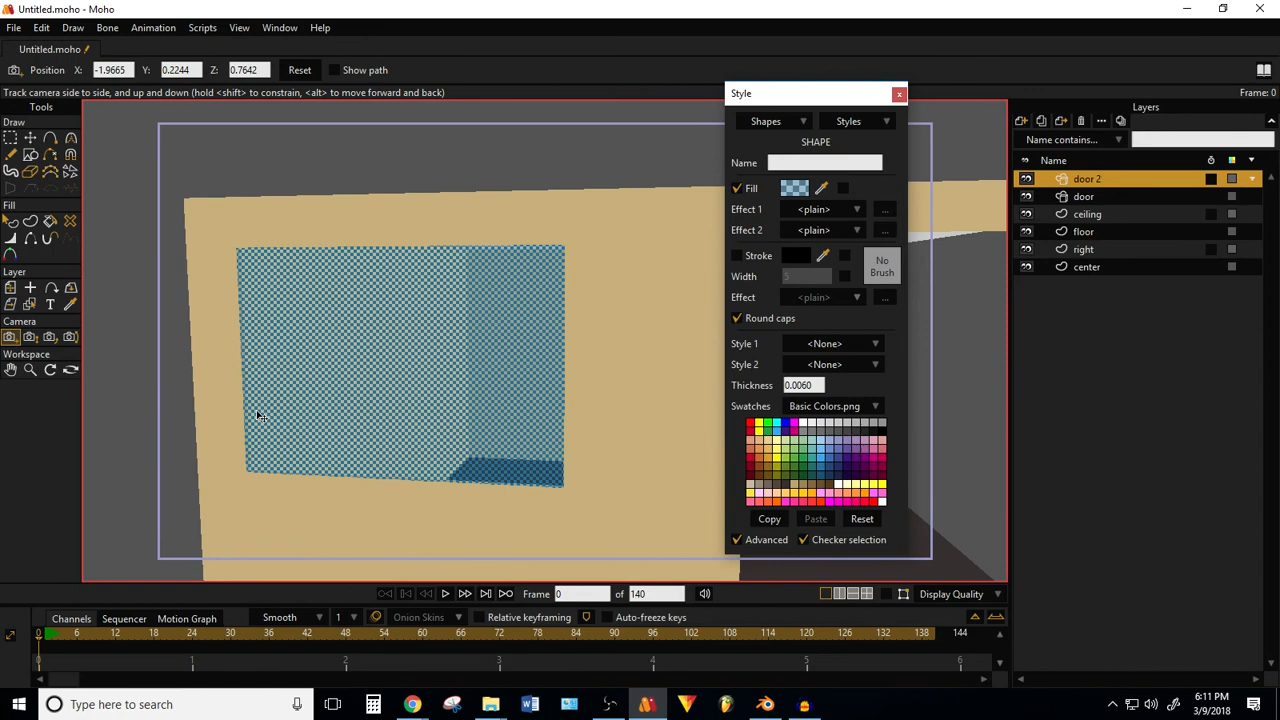 Untitled.moho - Moho
File Edit Draw Bone Animation Scripts View Window Help
Untitled.moho
Position X: -1.9665 Y: 0.2244 Z: 0.7642 Reset Show path
Track camera side to side, and up and down (hold <shift> to constrain, <alt> to move forward and back) Frame: 0
Tools
Draw
Fill
Layer
Camera
Workspace
Style
Shapes Styles
SHAPE
Name
Fill
Effect 1 <plain> ...
Effect 2 <plain> ...
Stroke
No Brush
Width 5
Effect <plain> ...
Round caps
Style 1 <None>
Style 2 <None>
Thickness 0.0060
Swatches Basic Colors.png
Copy Paste Reset
Advanced Checker selection
Layers
Name contains...
Name
door 2
door
ceiling
floor
right
center
Frame 0 of 140 Display Quality
Channels Sequencer Motion Graph Smooth 1 Onion Skins Relative keyframing Auto-freeze keys
0 6 12 18 24 30 36 42 48 54 60 66 72 78 84 90 96 102 108 114 120 126 132 138 144
0 1 2 3 4 5 6
Type here to search
6:11 PM
3/9/2018